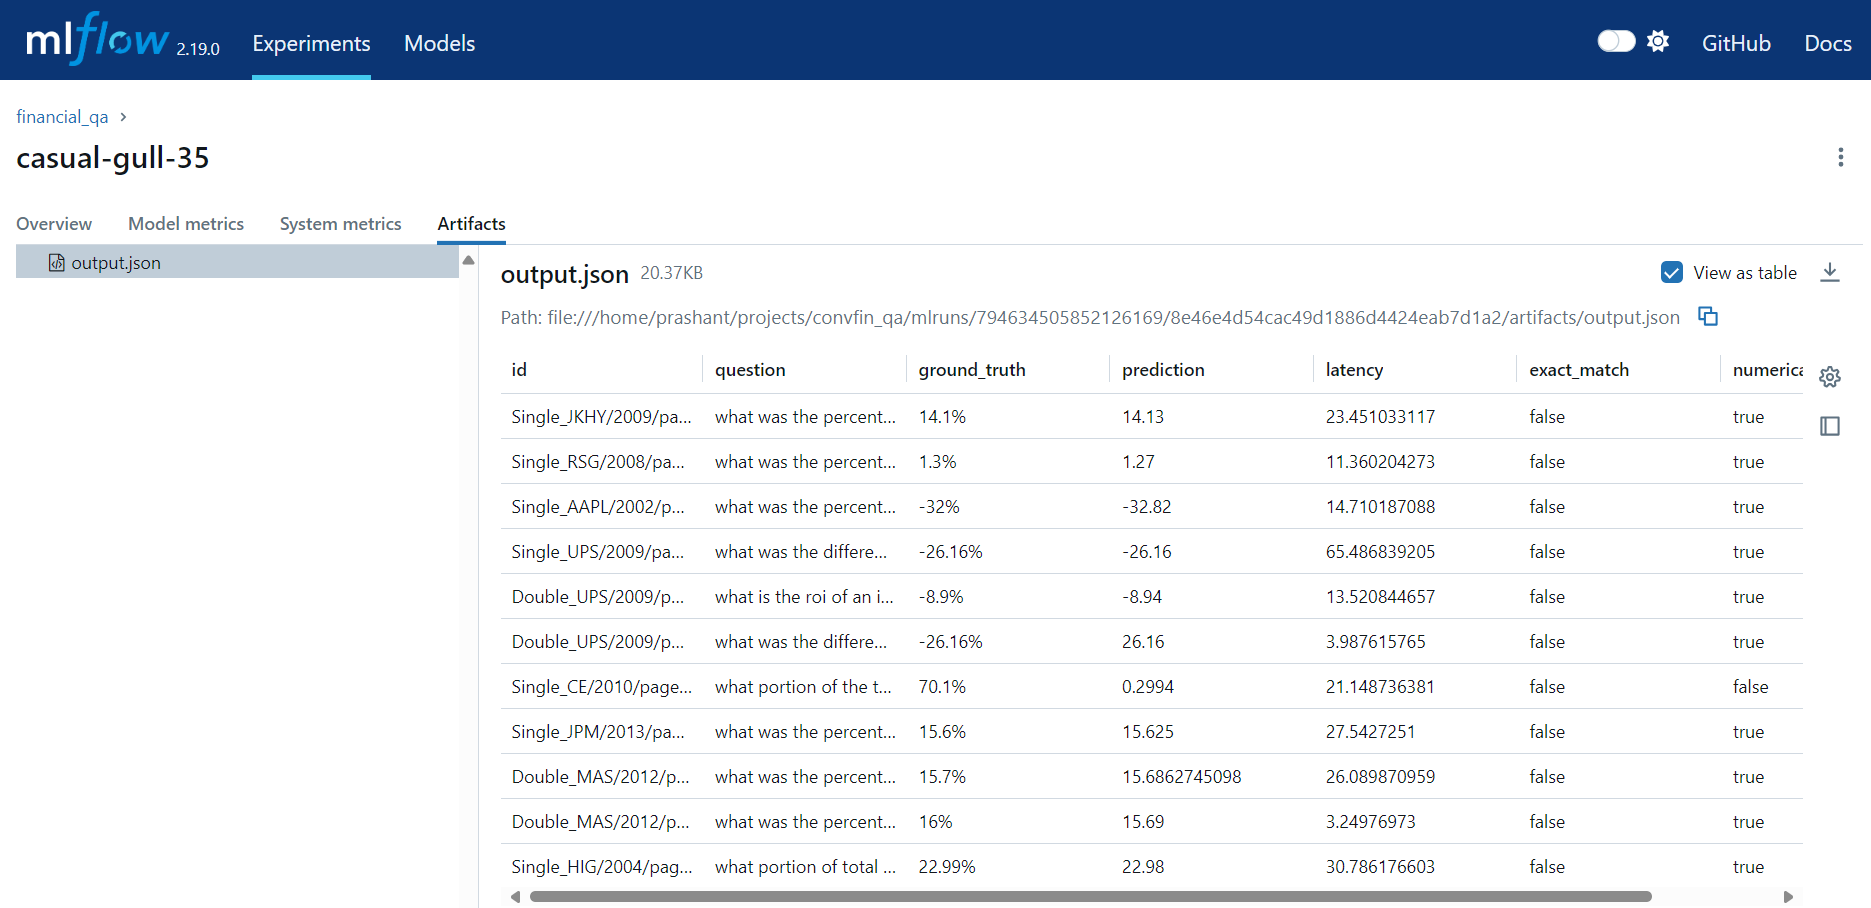 mlflow 2.19.0 Experiments Models GitHub Docs
financial_qa
casual-gull-35
Overview Model metrics System metrics Artifacts
output.json
output.json 20.37KB View as table
Path: file:///home/prashant/projects/convfin_qa/mlruns/794634505852126169/8e46e4d54cac49d1886d4424eab7d1a2/artifacts/output.json
id question ground_truth prediction latency exact_match numerica
Single_JKHY/2009/pa... what was the percent... 14.1% 14.13 23.451033117 false true
Single_RSG/2008/pa... what was the percent... 1.3% 1.27 11.360204273 false true
Single_AAPL/2002/p... what was the percent... -32% -32.82 14.710187088 false true
Single_UPS/2009/pa... what was the differe... -26.16% -26.16 65.486839205 false true
Double_UPS/2009/p... what is the roi of an i... -8.9% -8.94 13.520844657 false true
Double_UPS/2009/p... what was the differe... -26.16% 26.16 3.987615765 false true
Single_CE/2010/page... what portion of the t... 70.1% 0.2994 21.148736381 false false
Single_JPM/2013/pa... what was the percent... 15.6% 15.625 27.5427251 false true
Double_MAS/2012/p... what was the percent... 15.7% 15.6862745098 26.089870959 false true
Double_MAS/2012/p... what was the percent... 16% 15.69 3.24976973 false true
Single_HIG/2004/pag... what portion of total ... 22.99% 22.98 30.786176603 false true